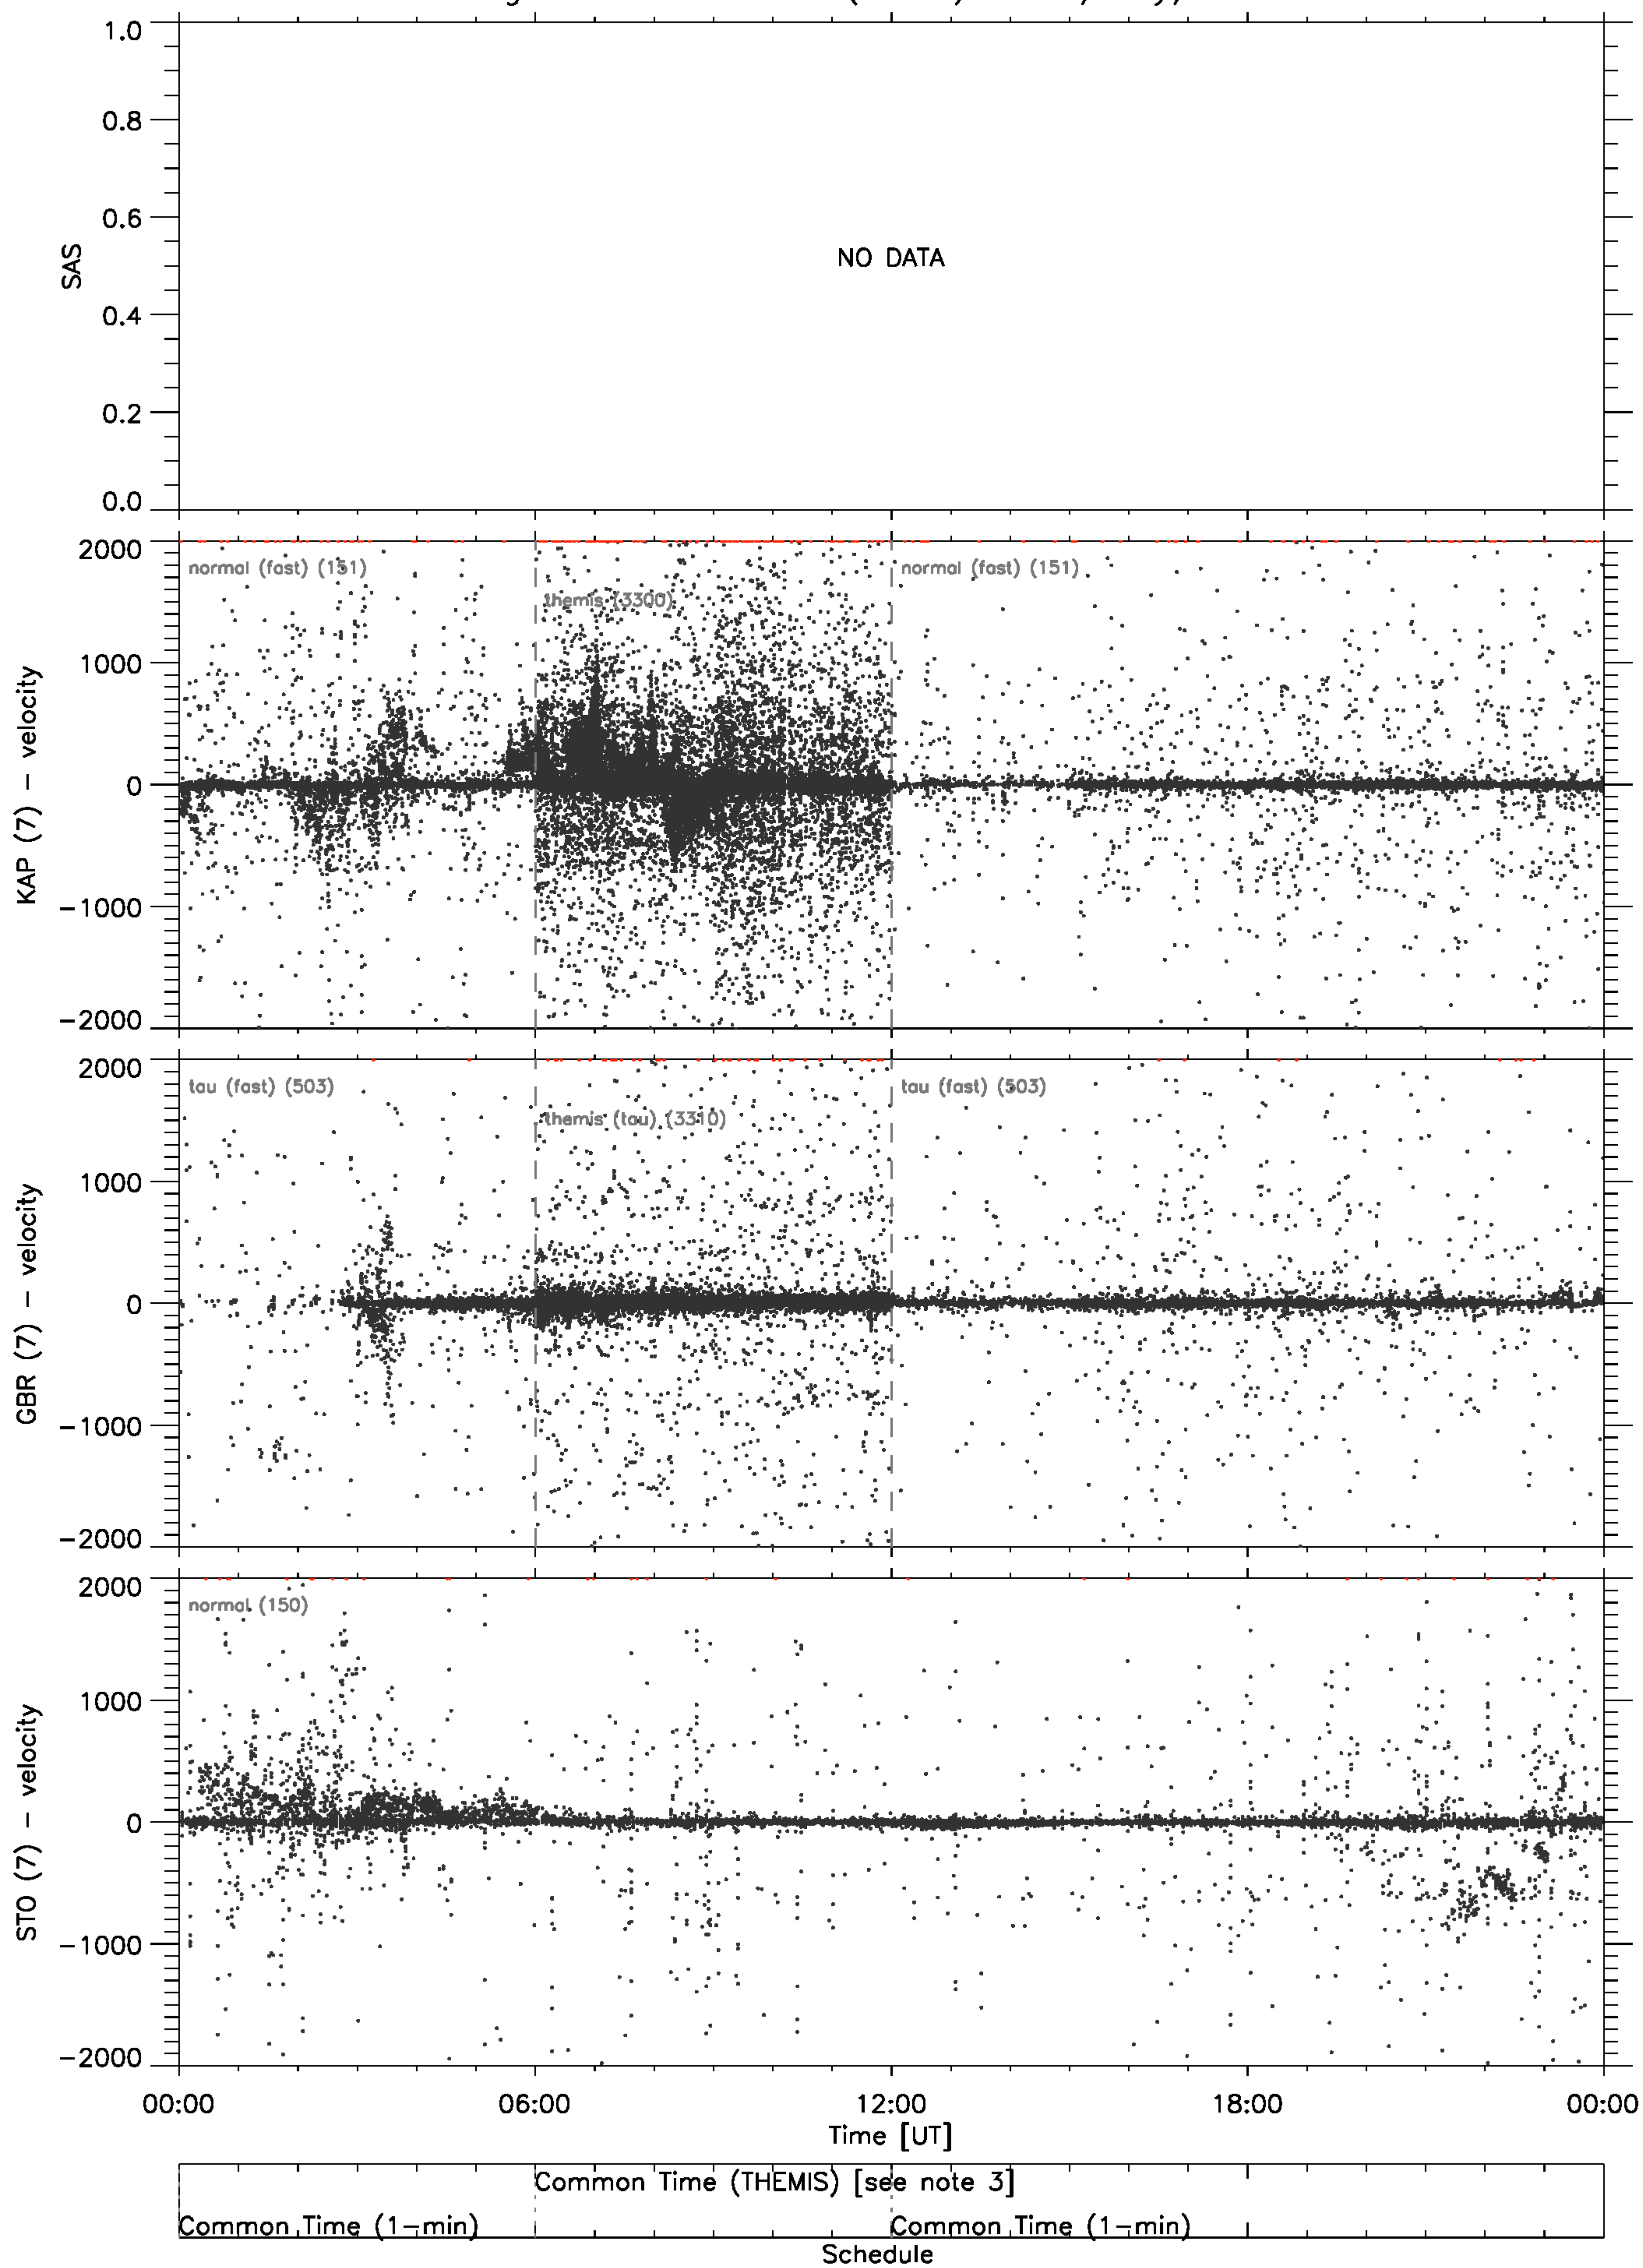 1.0
0.8
0.6
0.4
0.2
0.0
SAS
NO DATA
2000
1000
0
−1000
−2000
KAP (7) − velocity
normal (fast) (151)
themis (3300)
normal (fast) (151)
2000
1000
0
−1000
−2000
GBR (7) − velocity
tau (fast) (503)
themis (tau) (3310)
tau (fast) (503)
2000
1000
0
−1000
−2000
STO (7) − velocity
normal (150)
00:00 06:00 12:00 18:00 00:00
Time [UT]
Common Time (THEMIS) [see note 3]
Common Time (1−min) Common Time (1−min)
Schedule